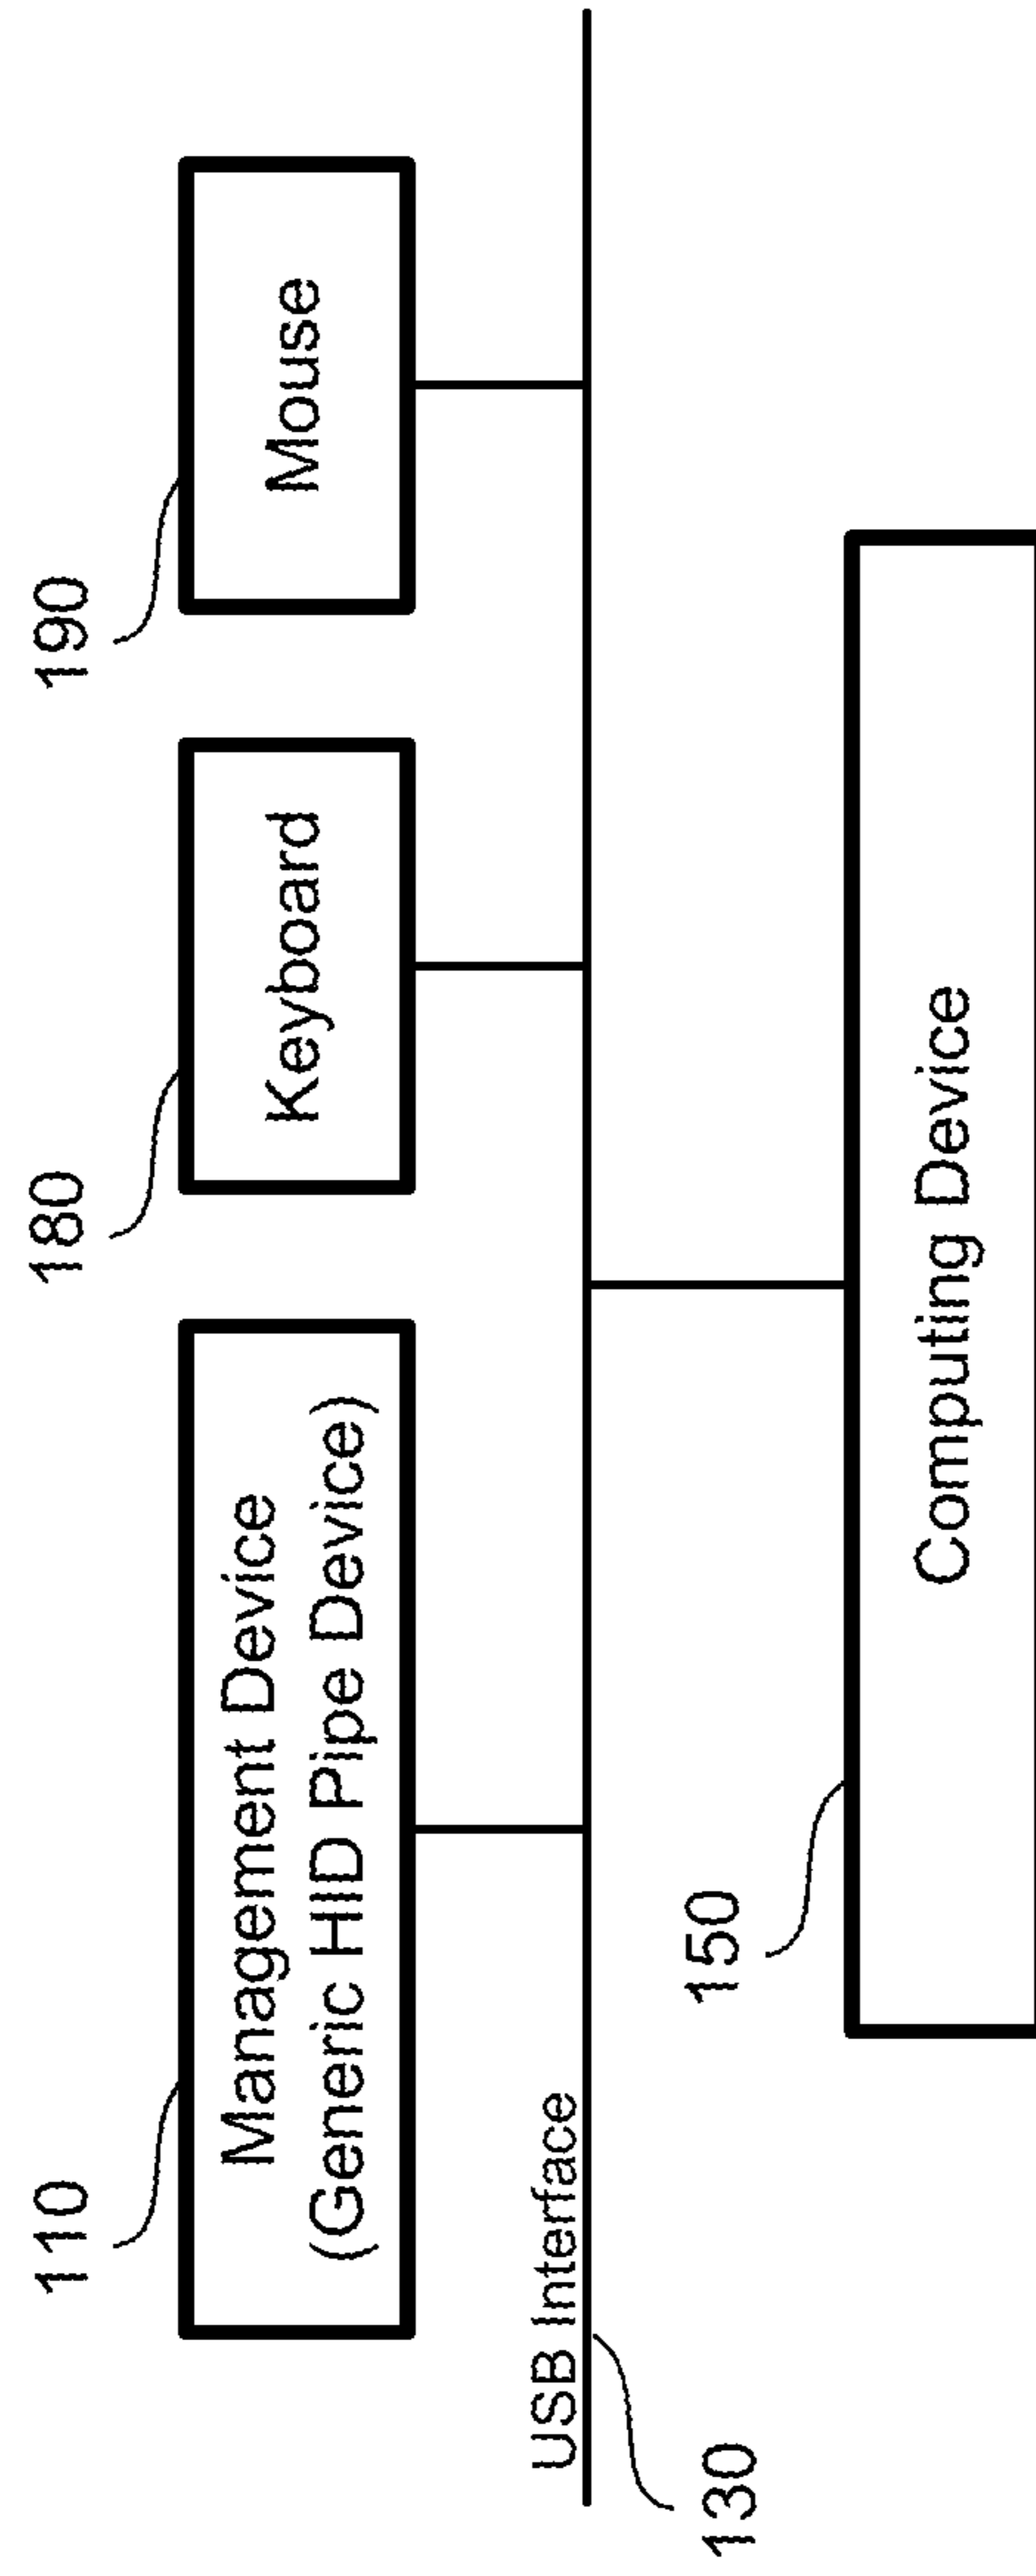 110
180
190
Management Device
(Generic HID Pipe Device)
Keyboard
Mouse
USB Interface
130
150
Computing Device